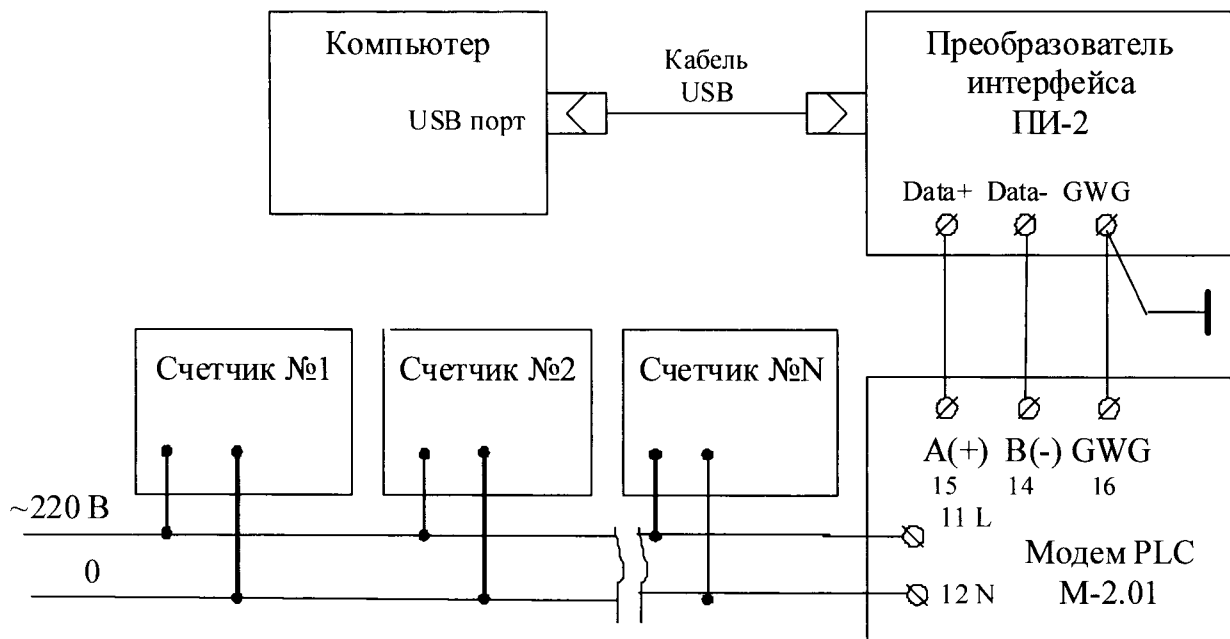 Компьютер
USB порт
Кабель
USB
Преобразователь
интерфейса
ПИ-2
Data+ Data- GWG
Счетчик №1
Счетчик №2
Счетчик №N
~220 В
0
A(+) B(-) GWG
15 14 16
11 L
Модем PLC
М-2.01
12 N